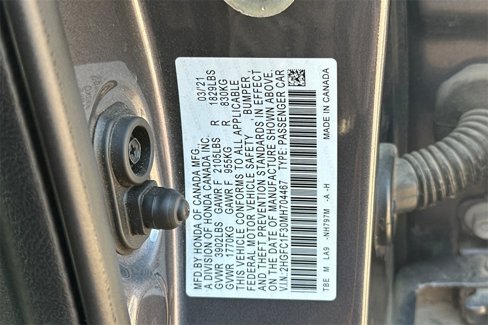 MFD.BY HONDA OF CANADA MFG. 03/21
A DIVISION OF HONDA CANADA INC.
GVWR 3902LBS GAWR F 2105LBS R 1829LBS
GVWR 1770KG GAWR F 955KG R 830KG
THIS VEHICLE CONFORMS TO ALL APPLICABLE
FEDERAL MOTOR VEHICLE SAFETY BUMPER,
AND THEFT PREVENTION STANDARDS IN EFFECT
ON THE DATE OF MANUFACTURE SHOWN ABOVE.
V.I.N:2HGFC1F30MH704467 TYPE:PASSENGER CAR
TBE M LA9 -NH797M -A -H MADE IN CANADA